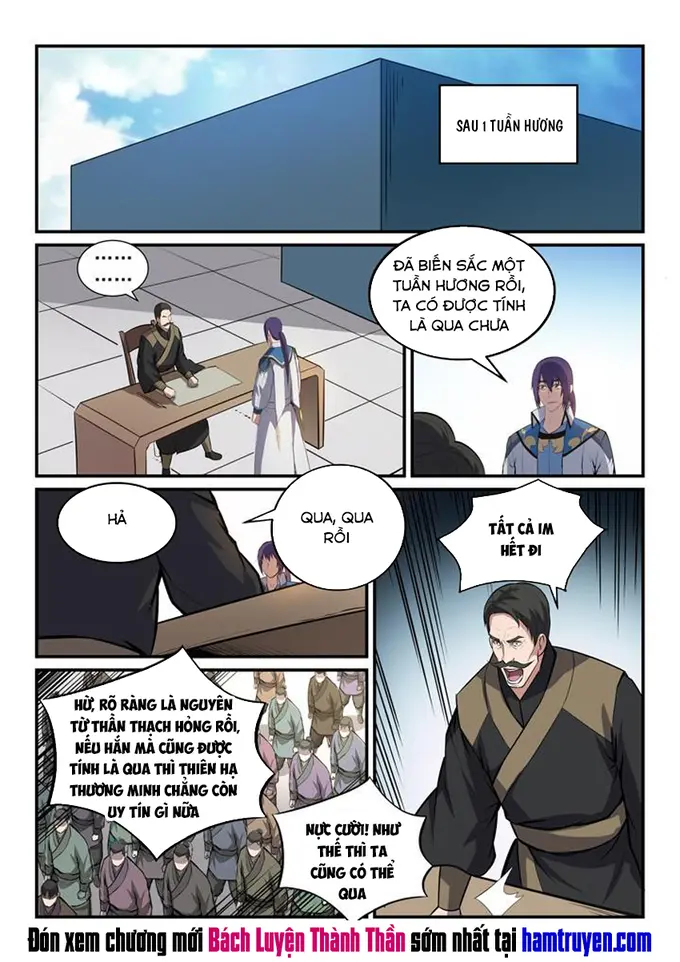 SAU 1 TUẦN HƯƠNG
......
......
ĐÃ BIẾN SẮC MỘT
TUẦN HƯƠNG RỒI,
TA CÓ ĐƯỢC TÍNH
LÀ QUA CHƯA
HẢ
QUA, QUA
RỒI
TẤT CẢ IM
HẾT ĐI
HỪ, RÕ RÀNG LÀ NGUYÊN
TỪ THẦN THẠCH HỎNG RỒI,
NẾU HẮN MÀ CŨNG ĐƯỢC
TÍNH LÀ QUA THÌ THIÊN HẠ
THƯƠNG MINH CHẲNG CÒN
UY TÍN GÌ NỮA
NỰC CƯỜI! NHƯ
THẾ THÌ TA
CŨNG CÓ THỂ
QUA
Đón xem chương mới Bách Luyện Thành Thần sớm nhất tại hamtruyen.com